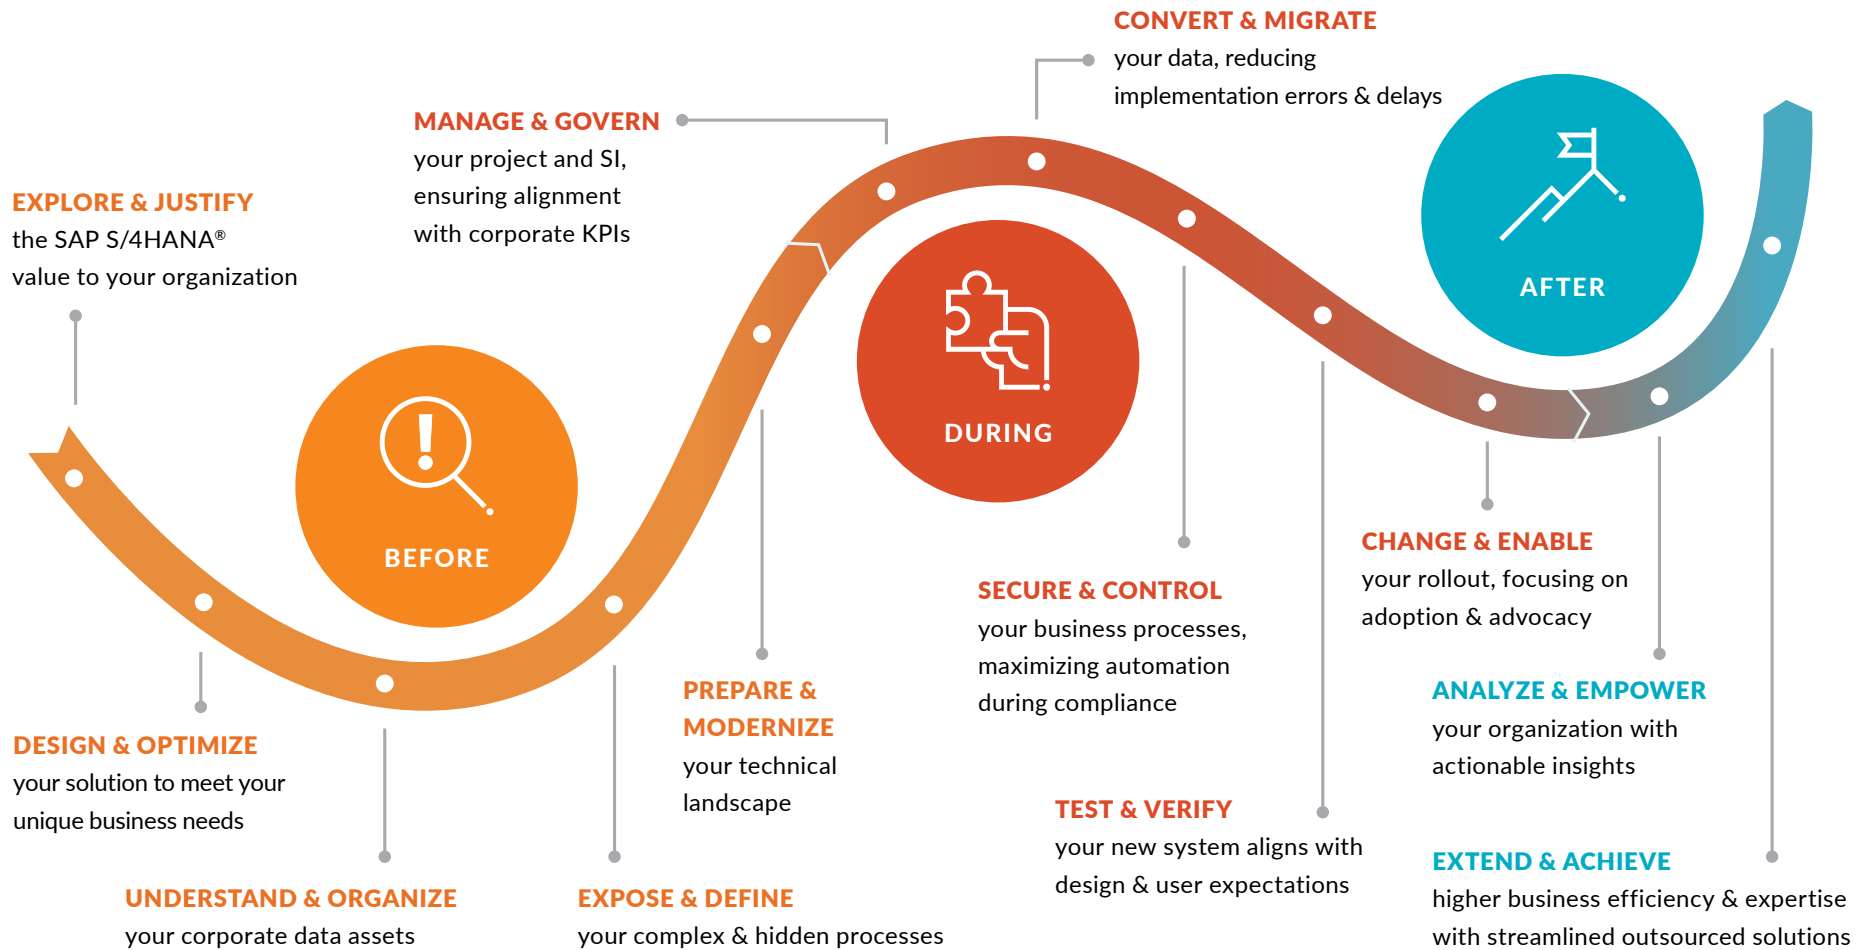 EXPLORE & JUSTIFY
the SAP S/4HANA®
value to your organization
DESIGN & OPTIMIZE
your solution to meet your
unique business needs
UNDERSTAND & ORGANIZE
your corporate data assets
BEFORE
EXPOSE & DEFINE
your complex & hidden processes
PREPARE &
MODERNIZE
your technical
landscape
MANAGE & GOVERN
your project and SI,
ensuring alignment
with corporate KPIs
CONVERT & MIGRATE
your data, reducing
implementation errors & delays
DURING
SECURE & CONTROL
your business processes,
maximizing automation
during compliance
TEST & VERIFY
your new system aligns with
design & user expectations
CHANGE & ENABLE
your rollout, focusing on
adoption & advocacy
AFTER
ANALYZE & EMPOWER
your organization with
actionable insights
EXTEND & ACHIEVE
higher business efficiency & expertise
with streamlined outsourced solutions